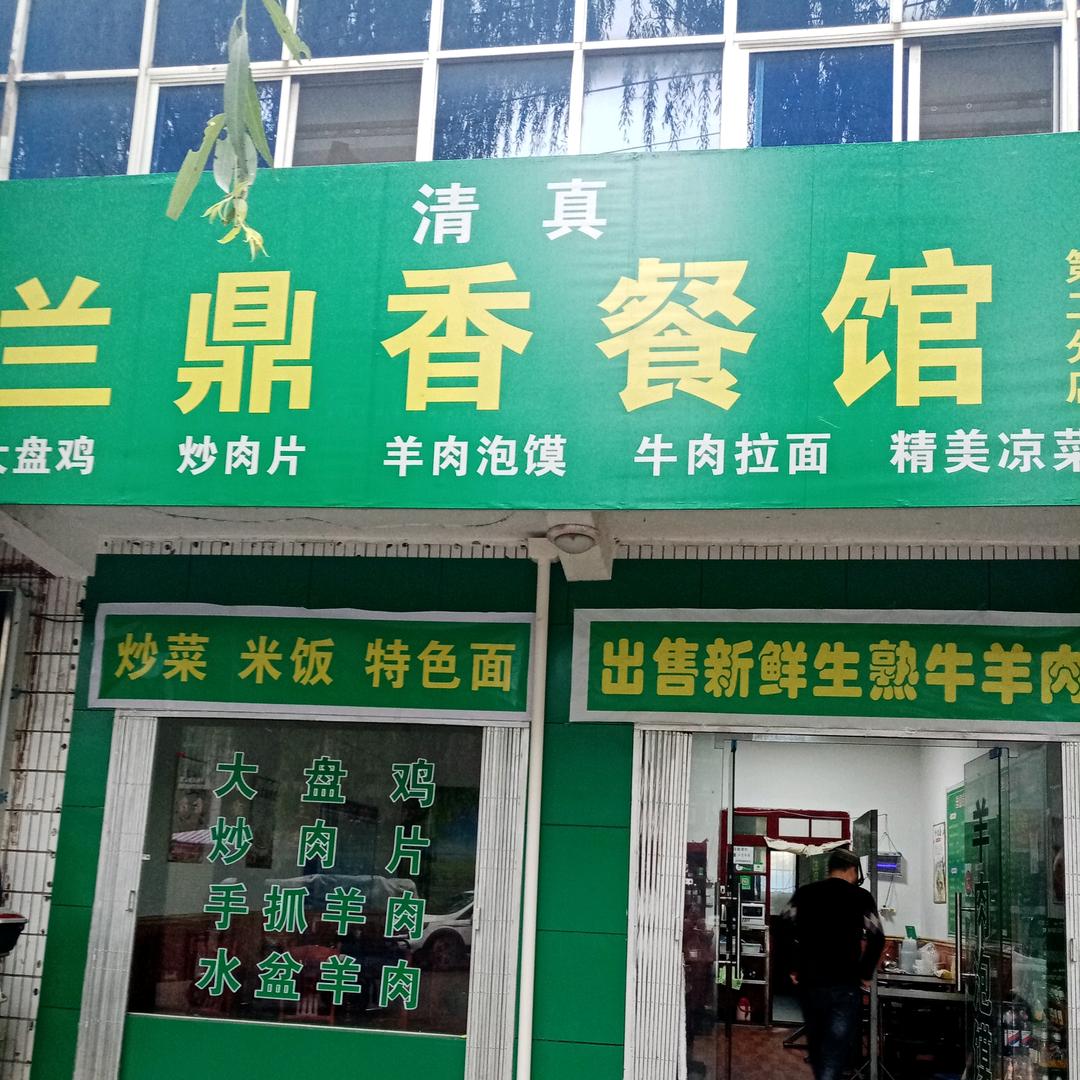 清真
兰鼎香餐馆
大盘鸡 炒肉片 羊肉泡馍 牛肉拉面 精美凉菜
炒菜 米饭 特色面
出售新鲜生熟牛羊肉
大盘鸡
炒肉片
手抓羊肉
水盆羊肉